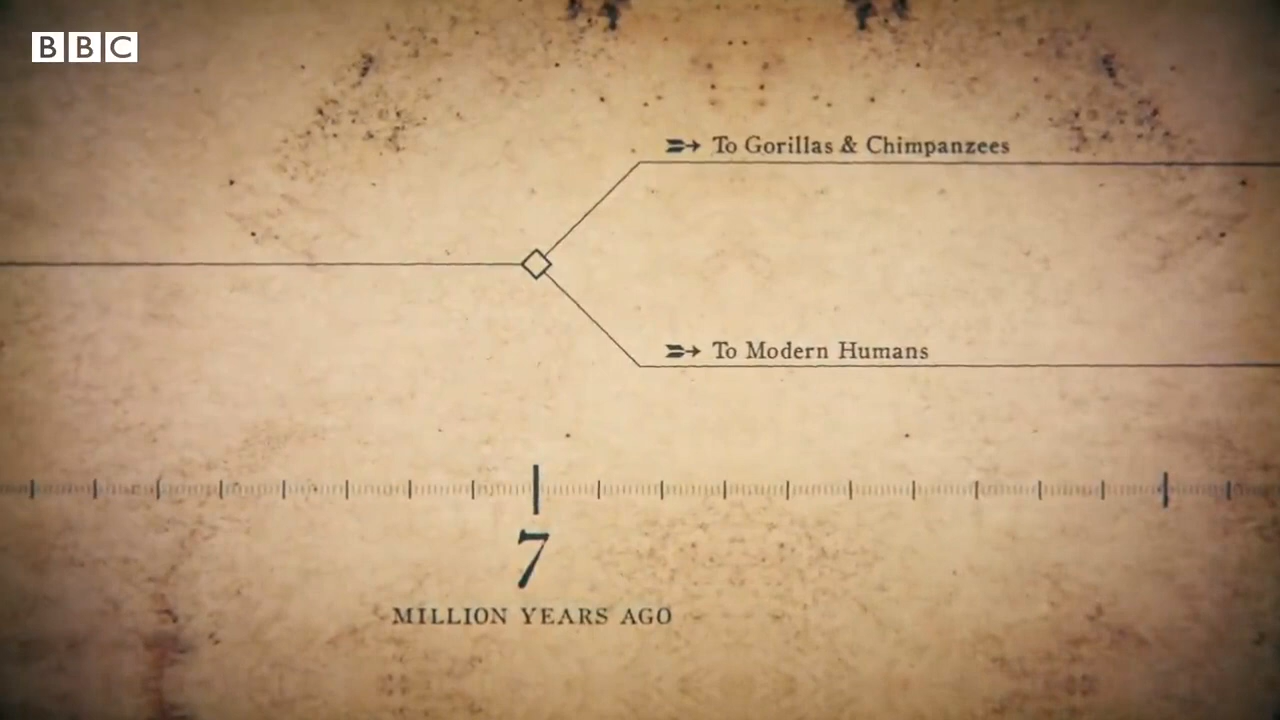 BBC
To Gorillas & Chimpanzees
To Modern Humans
7
MILLION YEARS AGO